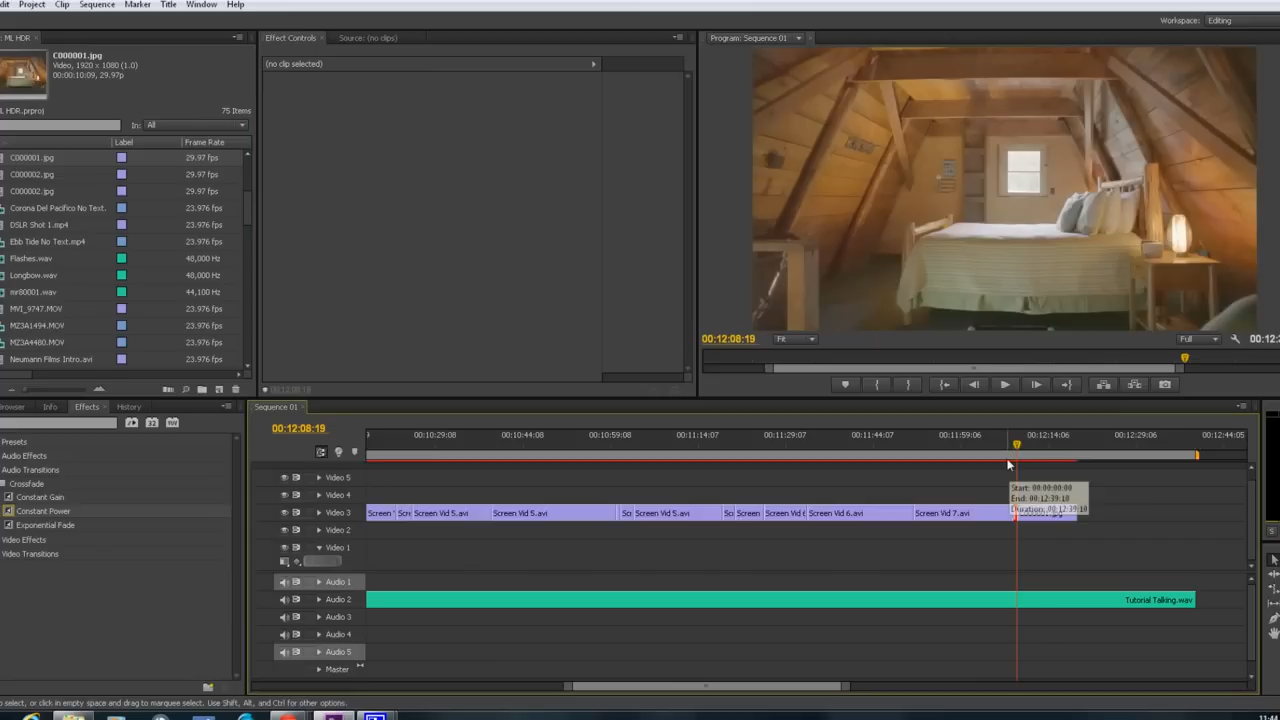 dit Project Clip Sequence Marker Title Window Help
Workspace: Editing
: ML HDR
Effect Controls
Source: (no clips)
Program: Sequence 01
C000001.jpg
Video, 1920 x 1080 (1.0)
00:00:10:09, 29.97p
(no clip selected)
L HDR.prproj
75 Items
In: All
Label
Frame Rate
C000001.jpg 29.97 fps
C000002.jpg 29.97 fps
C000002.jpg 29.97 fps
Corona Del Pacifico No Text. 23.976 fps
DSLR Shot 1.mp4 23.976 fps
Ebb Tide No Text.mp4 23.976 fps
Flashes.wav 48,000 Hz
Longbow.wav 48,000 Hz
mr80001.wav 44,100 Hz
MVI_9747.MOV 23.976 fps
MZ3A1494.MOV 23.976 fps
MZ3A4480.MOV 23.976 fps
Neumann Films Intro.avi 23.976 fps
00:12:08:19
Fit
Full
00:12:2
00:12:08:19
rowser Info Effects History
Sequence 01
00:12:08:19
00:10:29:08 00:10:44:08 00:10:59:08 00:11:14:07 00:11:29:07 00:11:44:07 00:11:59:06 00:12:14:06 00:12:29:06 00:12:44:05
Presets
Audio Effects
Audio Transitions
Crossfade
Constant Gain
Constant Power
Exponential Fade
Video Effects
Video Transitions
Video 5
Video 4
Video 3
Video 2
Video 1
Start: 00:00:00:00
End: 00:12:39:10
Duration: 00:12:39:10
Screen Scre Screen Vid 5.avi Screen Vid 5.avi Scr Screen Vid 5.avi Sc Screen Screen Vid 6 Screen Vid 6.avi Screen Vid 7.avi
Audio 1
Audio 2
Tutorial Talking.wav
Audio 3
Audio 4
Audio 5
Master
o select, or click in empty space and drag to marquee select. Use Shift, Alt, and Ctrl for other options.
11:44